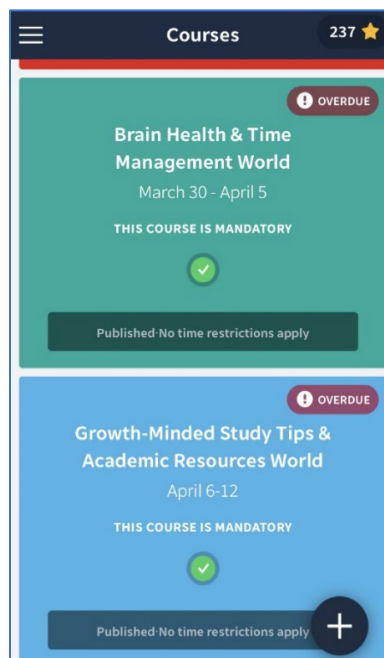 Courses
237
OVERDUE
Brain Health & Time
Management World
March 30 - April 5
THIS COURSE IS MANDATORY
Published·No time restrictions apply
OVERDUE
Growth-Minded Study Tips &
Academic Resources World
April 6-12
THIS COURSE IS MANDATORY
Published·No time restrictions apply